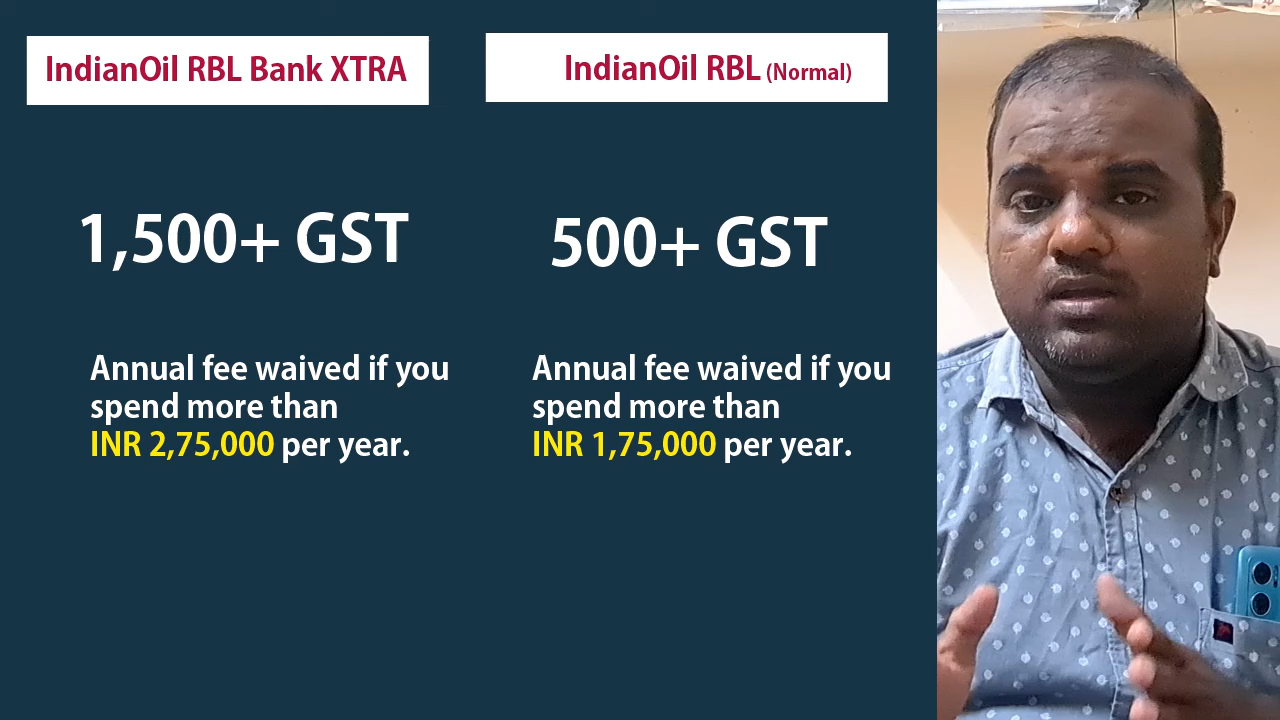 IndianOil RBL Bank XTRA
1,500+ GST
Annual fee waived if you
spend more than
INR 2,75,000 per year.
IndianOil RBL (Normal)
500+ GST
Annual fee waived if you
spend more than
INR 1,75,000 per year.